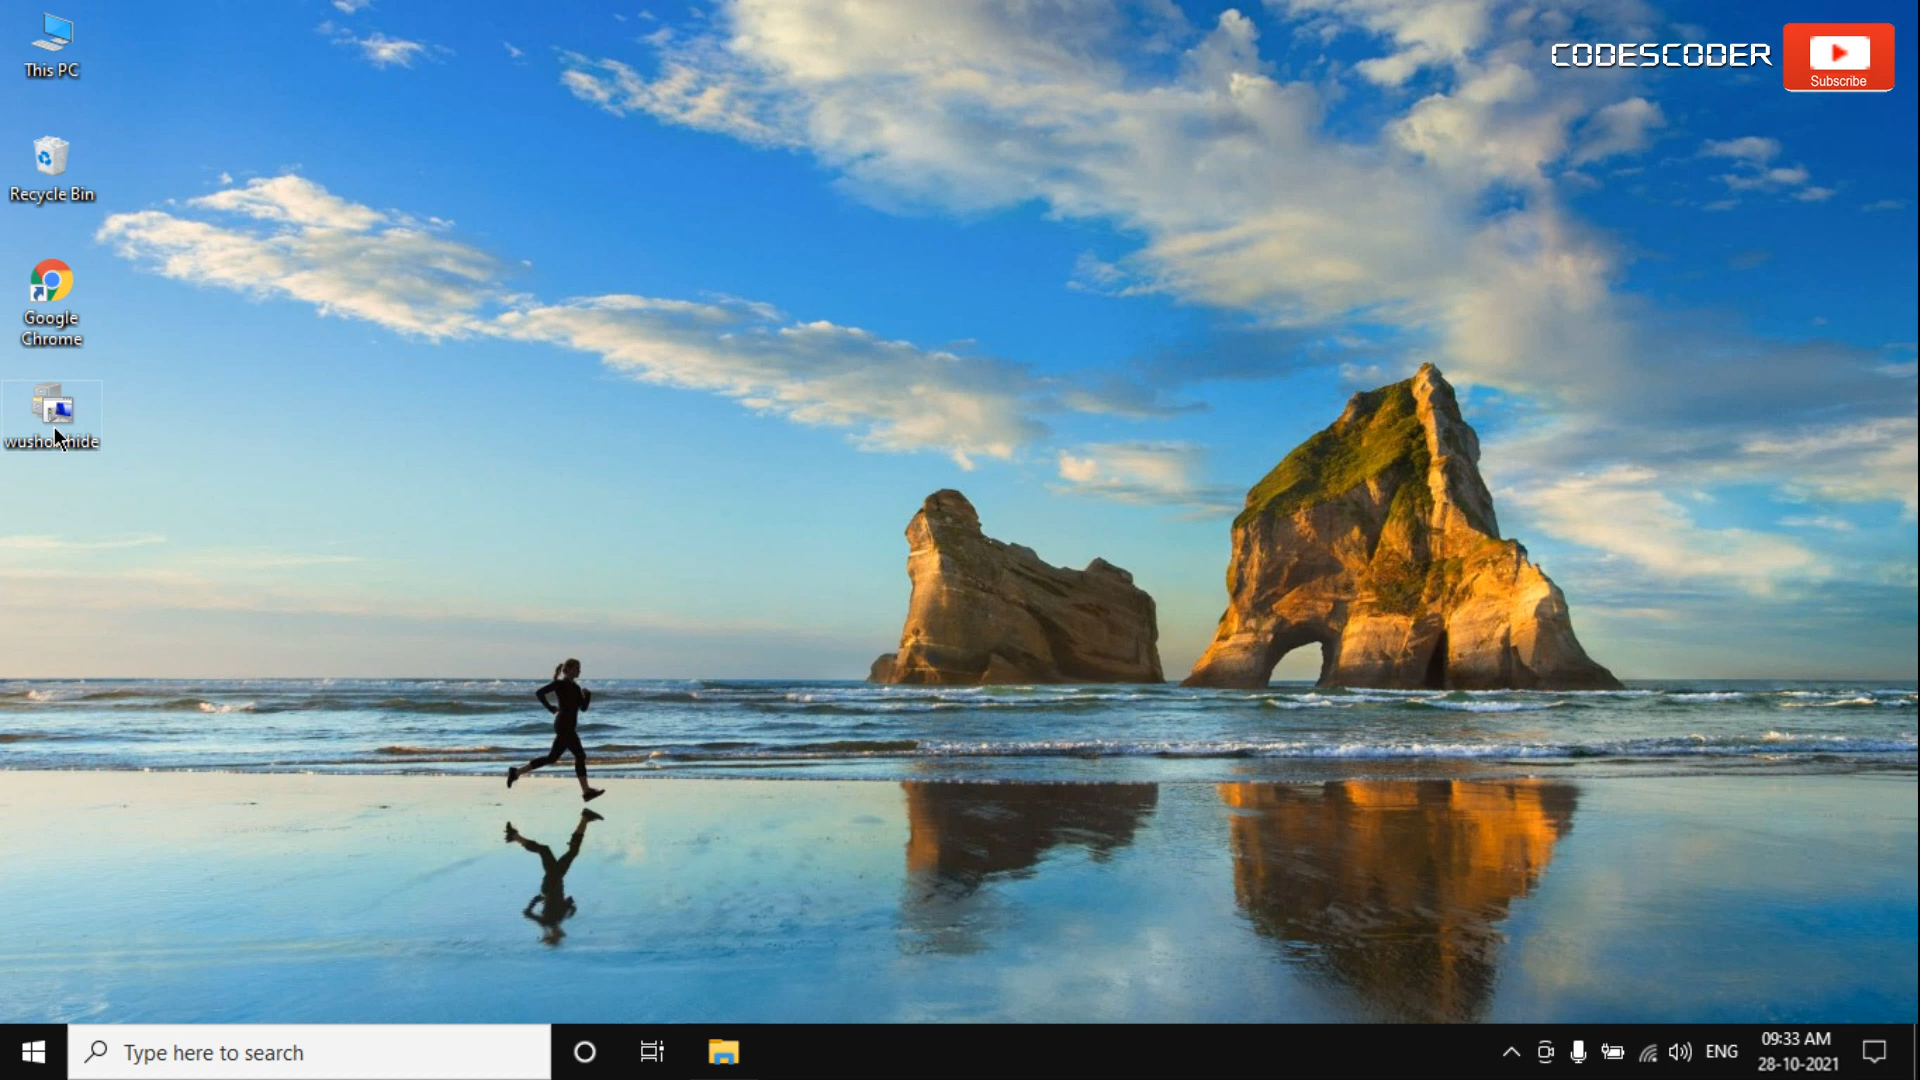 This PC
CODESCODER
Subscribe
Recycle Bin
Google
Chrome
wushowhide
Type here to search
ENG
09:33 AM
28-10-2021